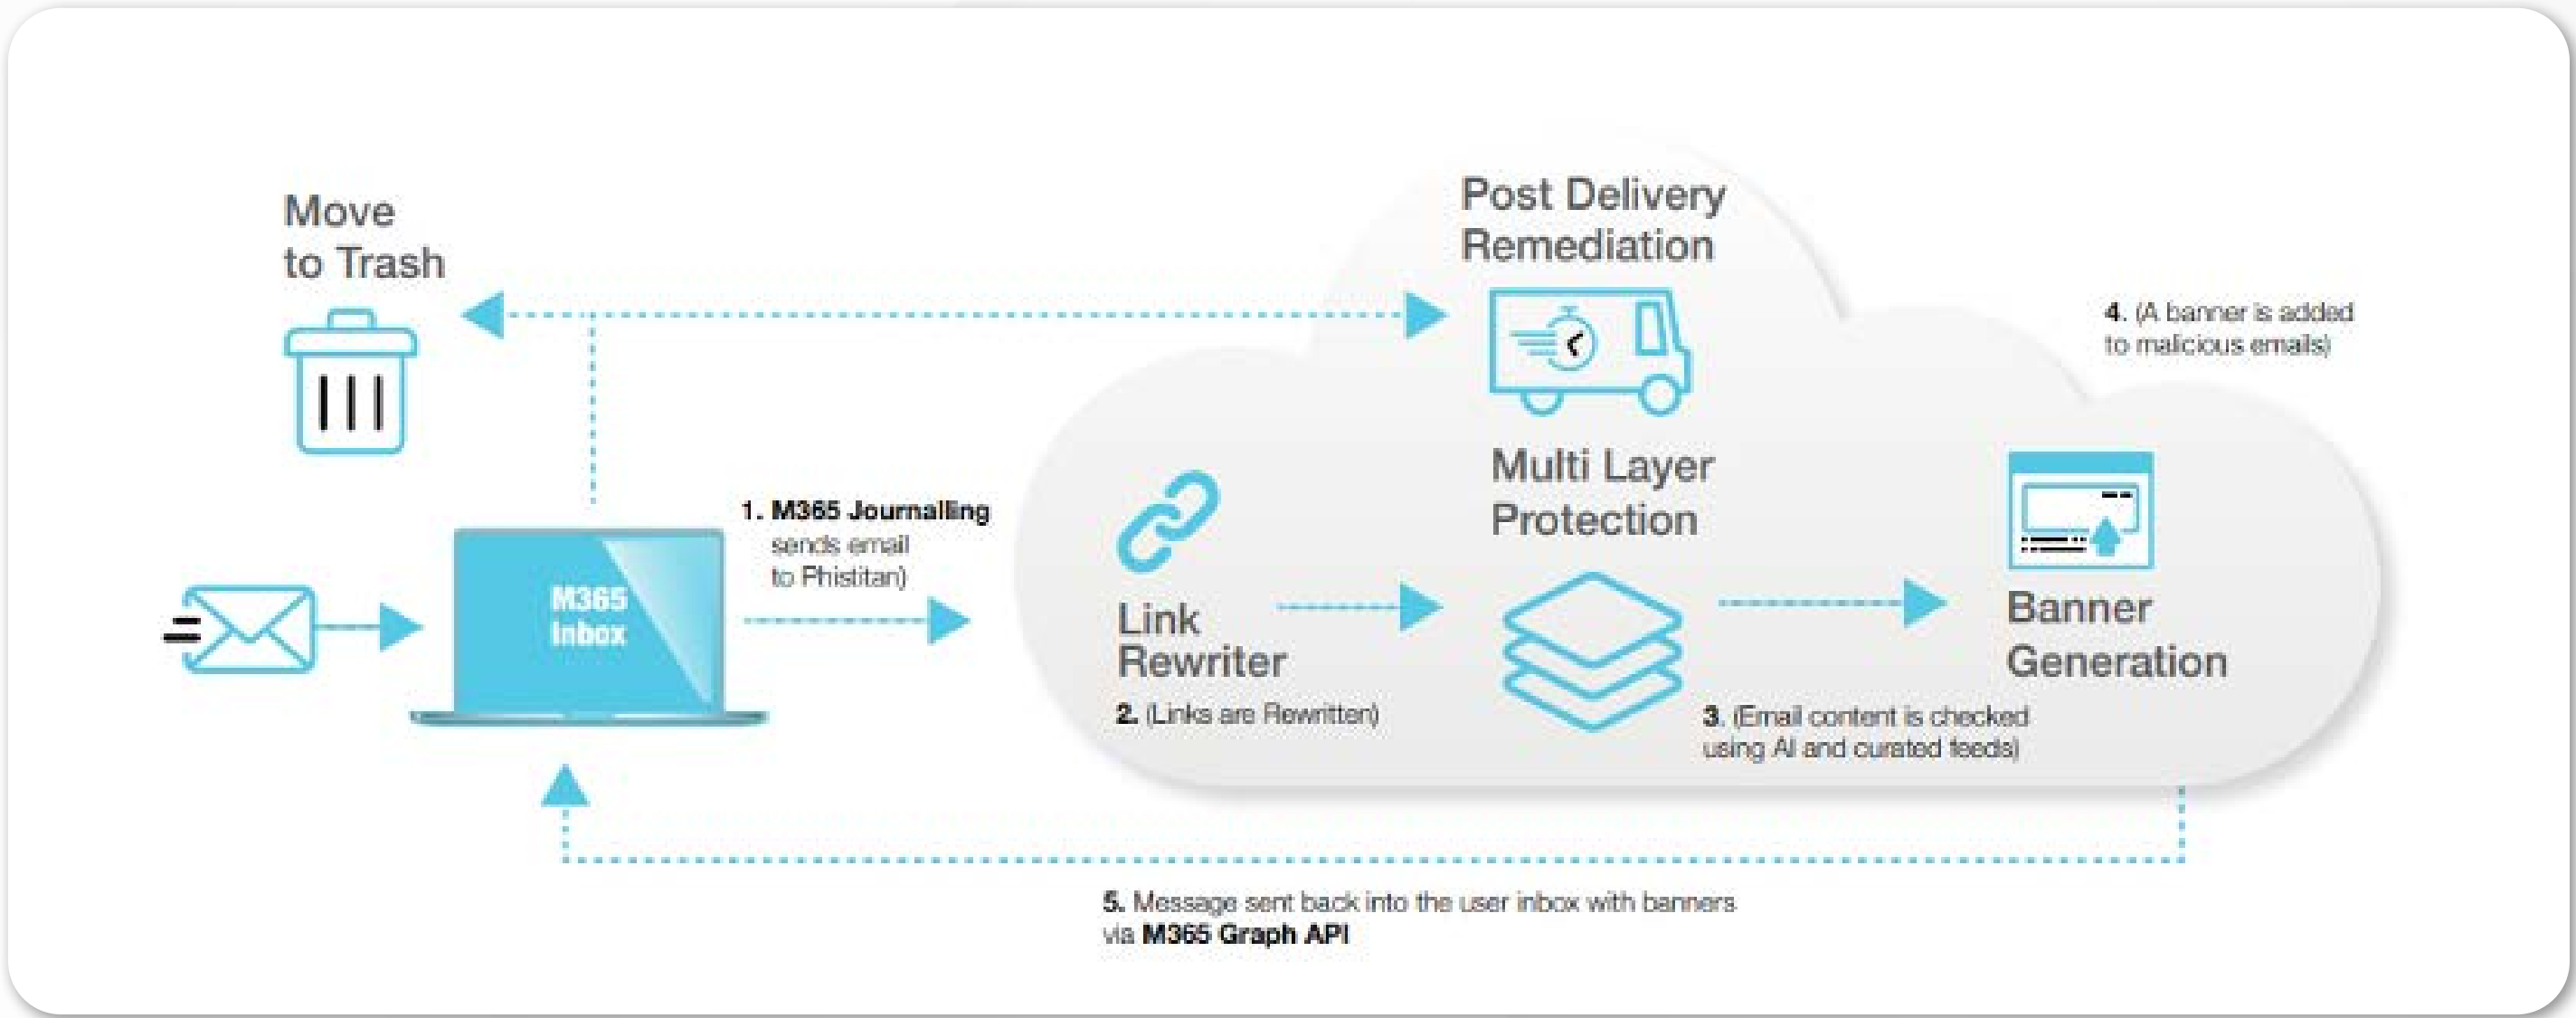 Move
to Trash
Post Delivery
Remediation
4. (A banner is added
to malicious emails)
1. M365 Journalling
sends email
to Phistitan)
M365
Inbox
Link
Rewriter
2. (Links are Rewritten)
Multi Layer
Protection
3. (Email content is checked
using AI and curated feeds)
Banner
Generation
5. Message sent back into the user inbox with banners
via M365 Graph API